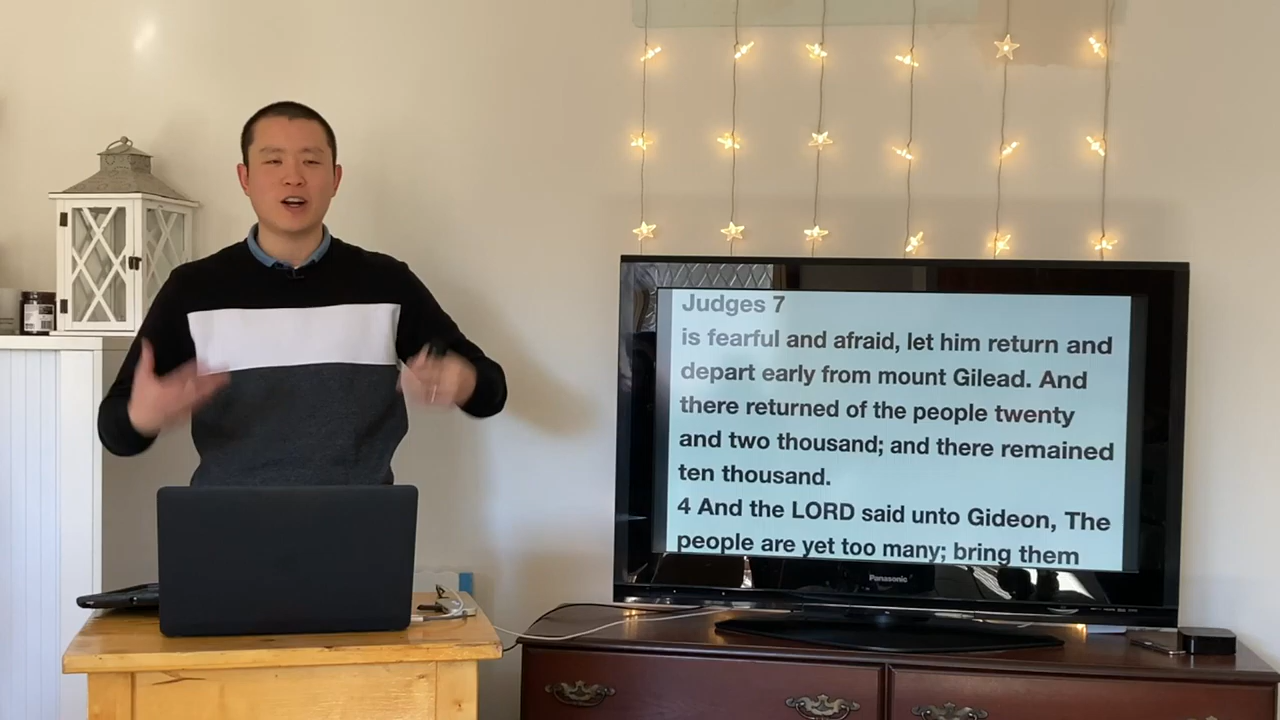 Judges 7
is fearful and afraid, let him return and
depart early from mount Gilead. And
there returned of the people twenty
and two thousand; and there remained
ten thousand.
4 And the LORD said unto Gideon, The
people are yet too many; bring them
Panasonic